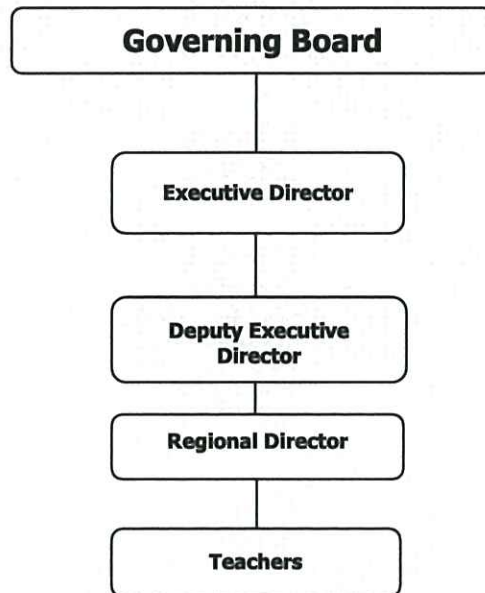 Governing Board
Executive Director
Deputy Executive
Director
Regional Director
Teachers